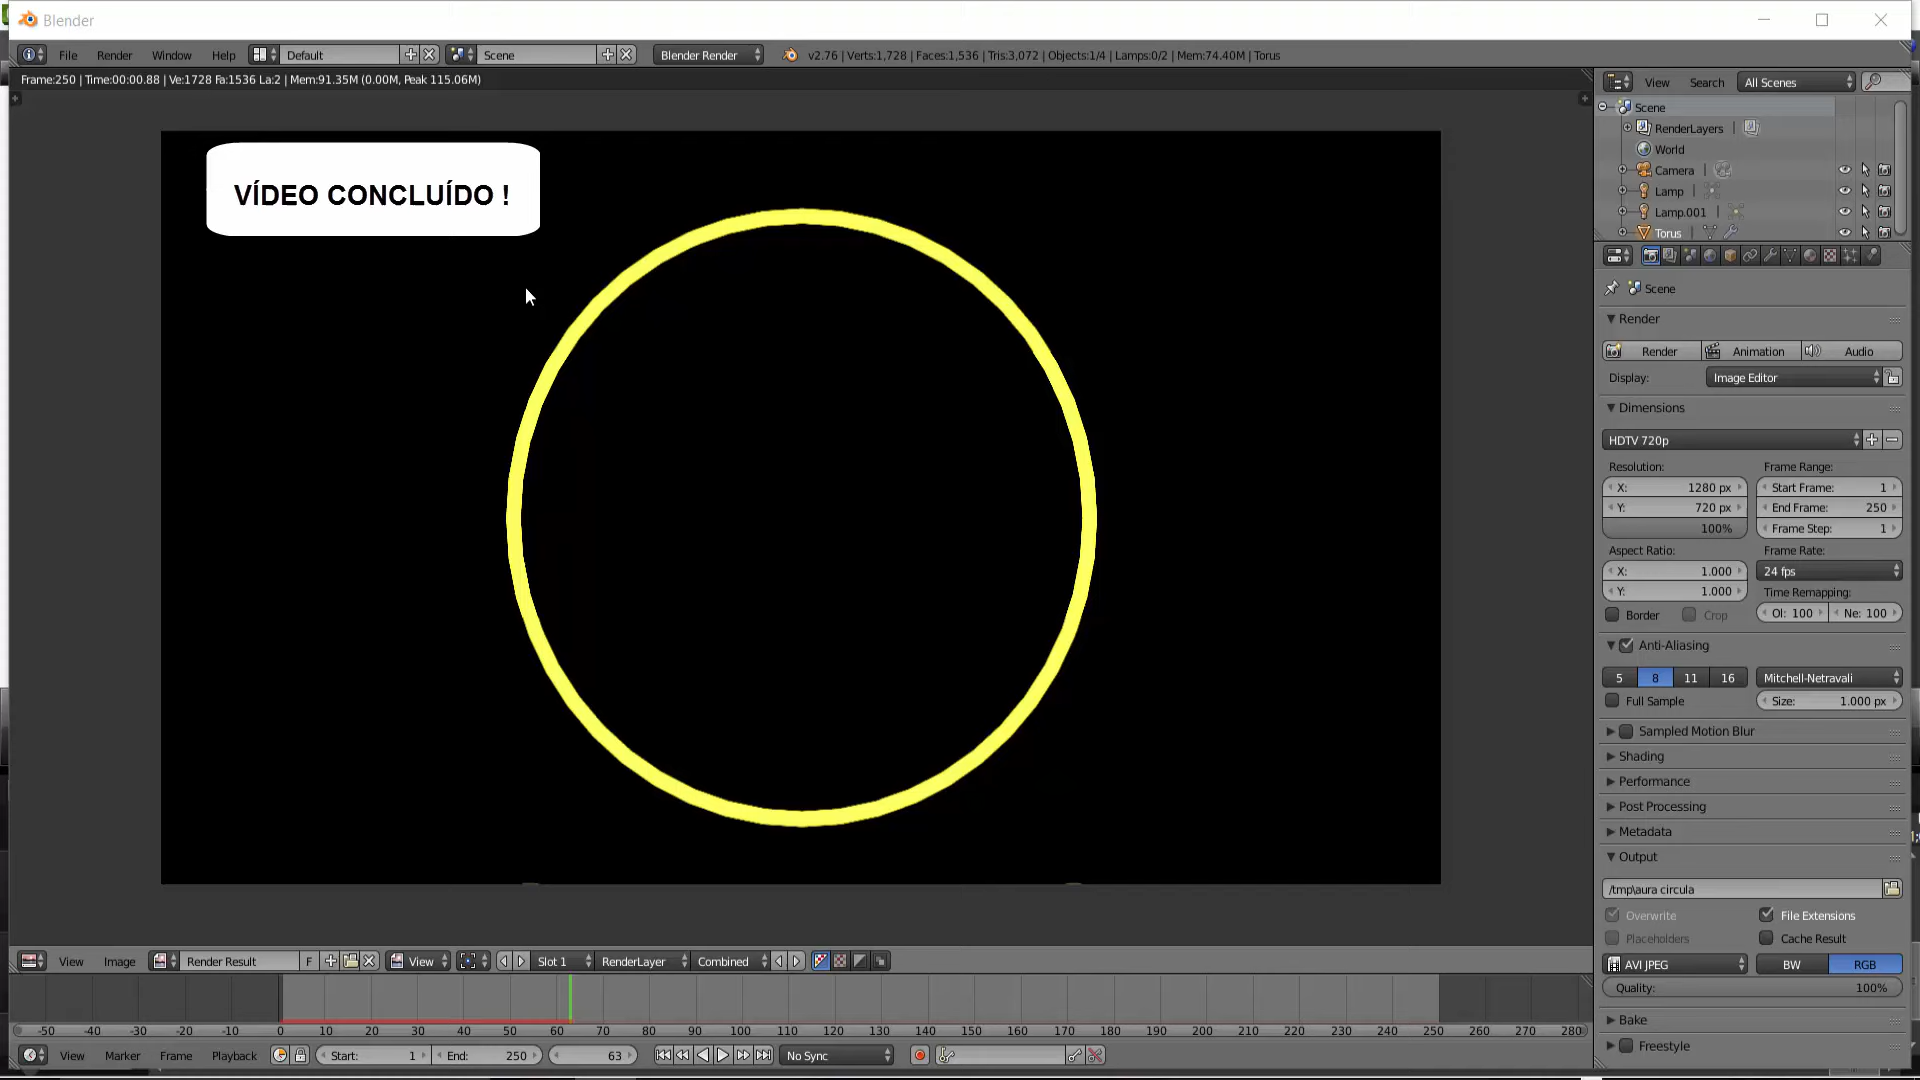 Blender
File Render Window Help Default Scene Blender Render v2.76 | Verts:1,728 | Faces:1,536 | Tris:3,072 | Objects:1/4 | Lamps:0/2 | Mem:74.40M | Torus
Frame:250 | Time:00:00.88 | Ve:1728 Fa:1536 La:2 | Mem:91.35M (0.00M, Peak 115.06M)
VÍDEO CONCLUÍDO !
View Search All Scenes
Scene
RenderLayers
World
Camera
Lamp
Lamp.001
Torus
Scene
Render
Render Animation Audio
Display: Image Editor
Dimensions
HDTV 720p
Resolution: Frame Range:
X: 1280 px Start Frame: 1
Y: 720 px End Frame: 250
100% Frame Step: 1
Aspect Ratio: Frame Rate:
X: 1.000 24 fps
Y: 1.000 Time Remapping:
Border Crop Ol: 100 Ne: 100
Anti-Aliasing
5 8 11 16 Mitchell-Netravali
Full Sample Size: 1.000 px
Sampled Motion Blur
Shading
Performance
Post Processing
Metadata
Output
/tmp\aura circula
Overwrite File Extensions
Placeholders Cache Result
AVI JPEG BW RGB
Quality: 100%
Bake
Freestyle
View Image Render Result F View Slot 1 RenderLayer Combined
-50 -40 -30 -20 -10 0 10 20 30 40 50 60 70 80 90 100 110 120 130 140 150 160 170 180 190 200 210 220 230 240 250 260 270 280
View Marker Frame Playback Start: 1 End: 250 63 No Sync